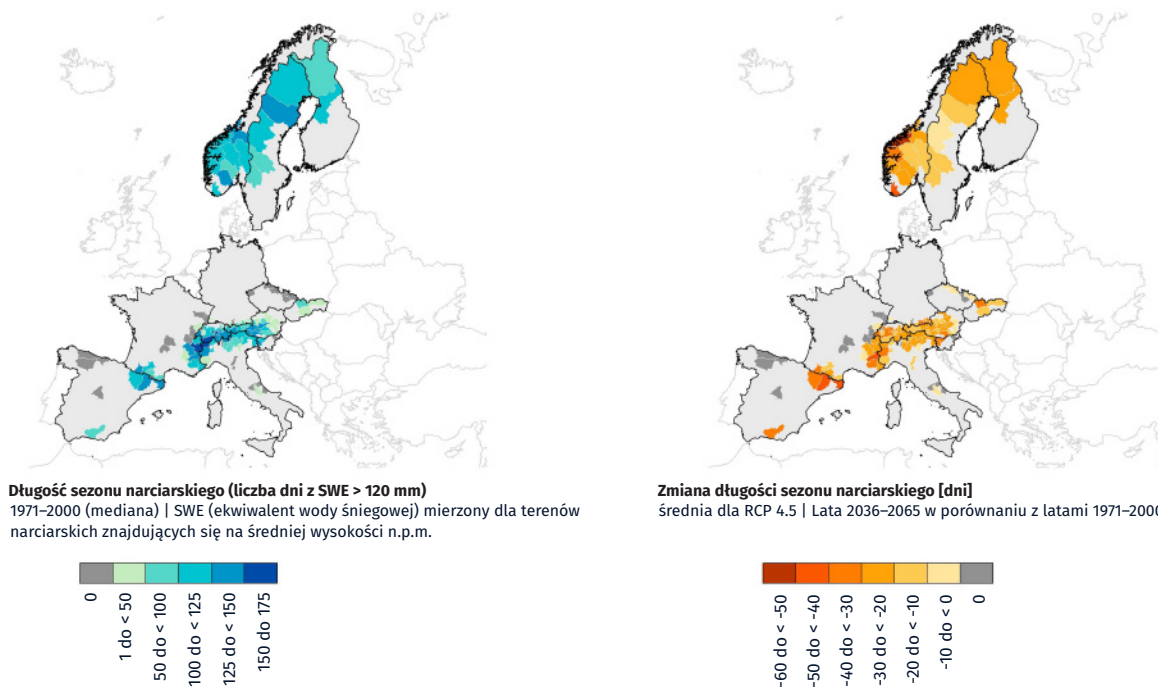 Długość sezonu narciarskiego (liczba dni z SWE > 120 mm)
1971–2000 (mediana) | SWE (ekwiwalent wody śniegowej) mierzony dla terenów
narciarskich znajdujących się na średniej wysokości n.p.m.
0
1 do < 50
50 do < 100
100 do < 125
125 do < 150
150 do 175
Zmiana długości sezonu narciarskiego [dni]
średnia dla RCP 4.5 | Lata 2036–2065 w porównaniu z latami 1971–2000
-60 do < -50
-50 do < -40
-40 do < -30
-30 do < -20
-20 do < -10
-10 do < 0
0